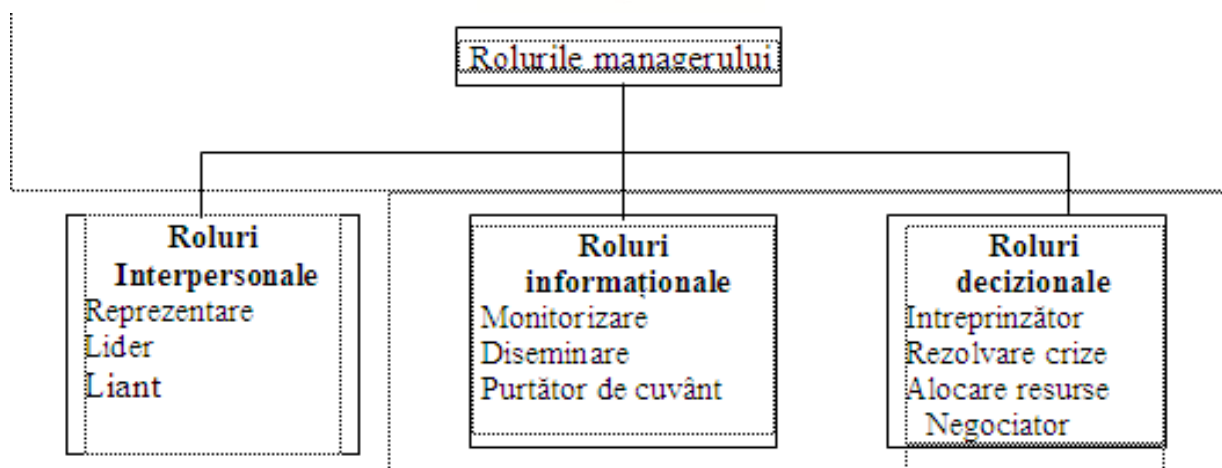 Rolurile managerului
Roluri
Interpersonale
Reprezentare
Lider
Liant
Roluri
informaționale
Monitorizare
Diseminare
Purtător de cuvânt
Roluri
decizionale
Intreprinzător
Rezolvare crize
Alocare resurse
Negociator